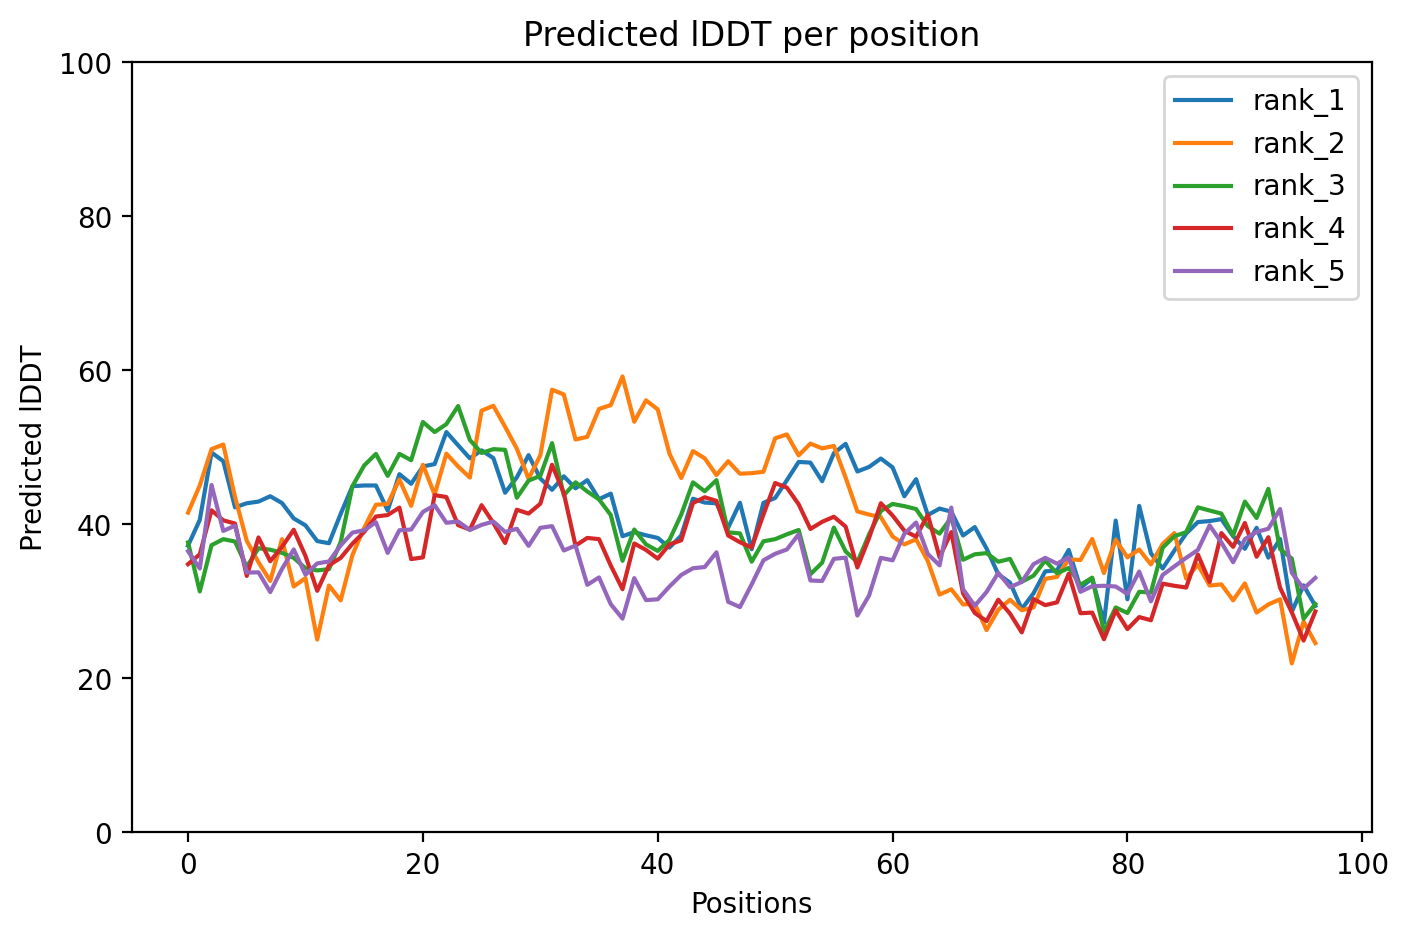 Predicted lDDT per position
100
80
60
40
20
0
Predicted lDDT
0 20 40 60 80 100
Positions
rank_1
rank_2
rank_3
rank_4
rank_5